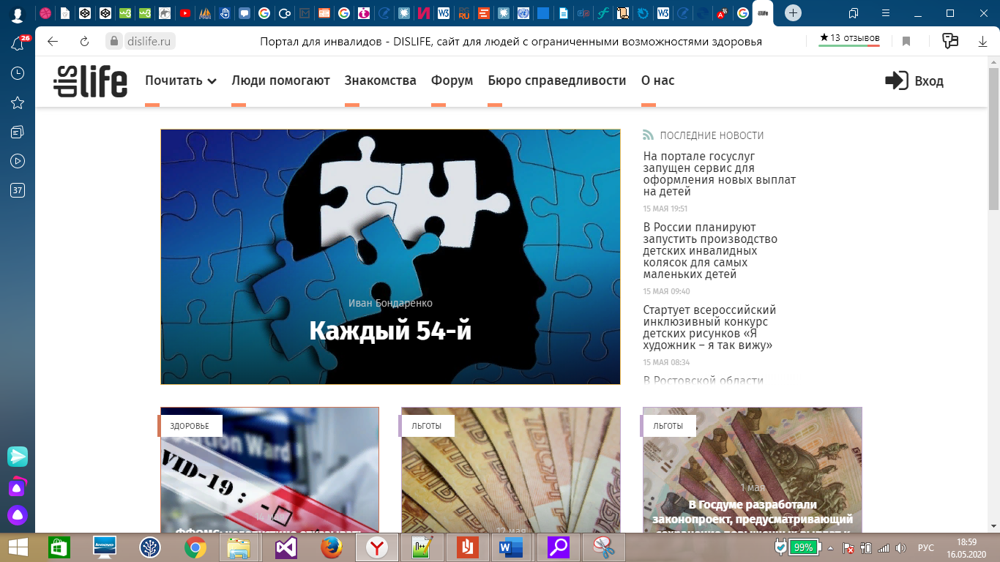 26
dislife.ru
Портал для инвалидов - DISLIFE, сайт для людей с ограниченными возможностями здоровья
★13 отзывов
dis life
Почитать
Люди помогают
Знакомства
Форум
Бюро справедливости
О нас
Вход
37
Иван Бондаренко
Каждый 54-й
ПОСЛЕДНИЕ НОВОСТИ
На портале госуслуг
запущен сервис для
оформления новых выплат
на детей
15 МАЯ 19:51
В России планируют
запустить производство
детских инвалидных
колясок для самых
маленьких детей
15 МАЯ 09:40
Стартует всероссийский
инклюзивный конкурс
детских рисунков «Я
художник – я так вижу»
15 МАЯ 08:34
В Ростовской области
ЗДОРОВЬЕ
Ward
VID-19 :
14 мая
ЛЬГОТЫ
12 мая
ЛЬГОТЫ
1 мая
В Госдуме разработали
законопроект, предусматривающий
99%
РУС
18:59
16.05.2020